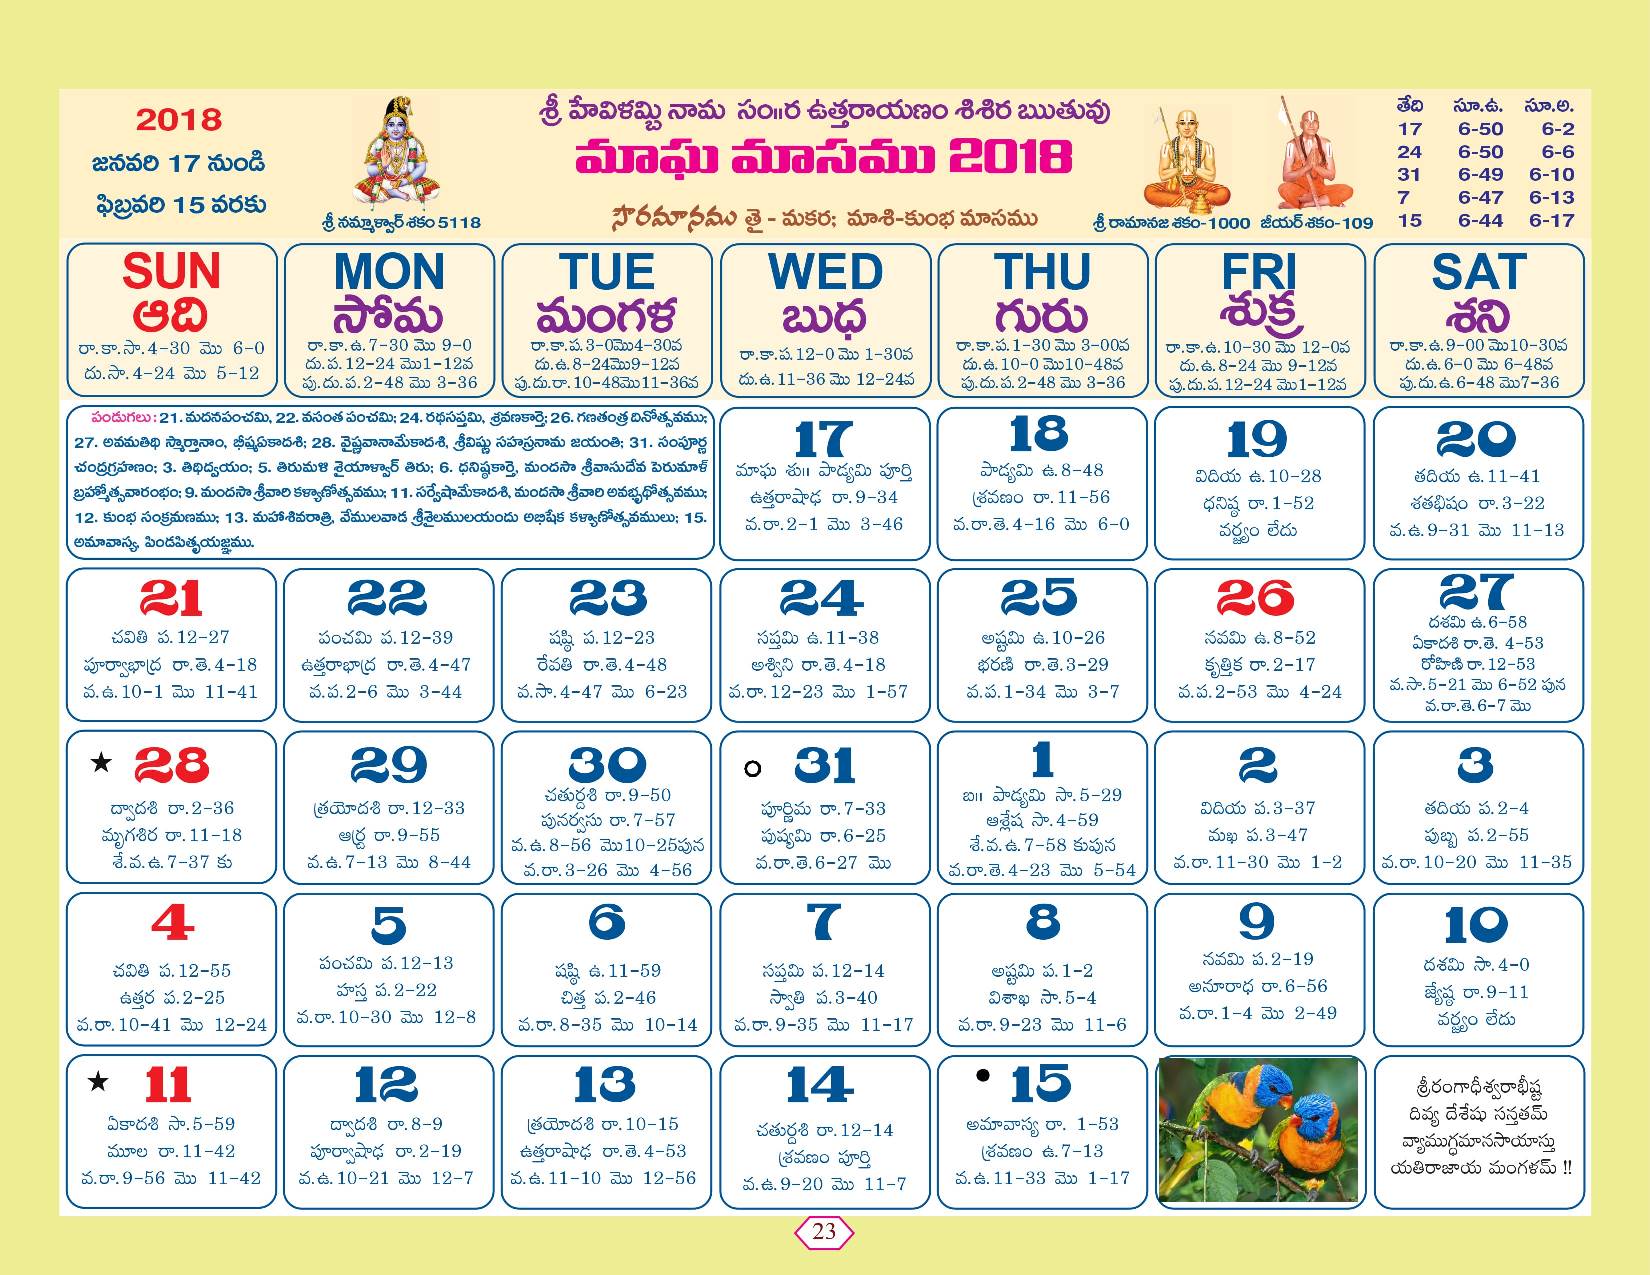 2018
జనవరి 17 నుండి
ఫిబ్రవరి 15 వరకు
శ్రీ నమ్మాళ్వార్ శకం 5118
శ్రీ హేవిళమ్బి నామ సం॥ర ఉత్తరాయణం శిశిర ఋతువు
మాఘ మాసము 2018
సౌరమానము తై - మకర; మాశి-కుంభ మాసము
శ్రీ రామానజ శకం-1000 జీయర్ శకం-109
తేది సూ.ఉ. సూ.అ.
17 6-50 6-2
24 6-50 6-6
31 6-49 6-10
7 6-47 6-13
15 6-44 6-17
SUN
ఆది
రా.కా.సా.4-30 మొ 6-0
దు.సా.4-24 మొ 5-12
MON
సోమ
రా.కా.ఉ.7-30 మొ 9-0
దు.ప.12-24 మొ1-12వ
పు.దు.ప.2-48 మొ 3-36
TUE
మంగళ
రా.కా.ప.3-0మొ4-30వ
దు.ఉ.8-24మొ9-12వ
పు.దు.రా.10-48మొ11-36వ
WED
బుధ
రా.కా.ప.12-0 మొ 1-30వ
దు.ఉ.11-36 మొ 12-24వ
THU
గురు
రా.కా.ప.1-30 మొ 3-00వ
దు.ఉ.10-0 మొ10-48వ
పు.దు.ప.2-48 మొ 3-36
FRI
శుక్ర
రా.కా.ఉ.10-30 మొ 12-0వ
దు.ఉ.8-24 మొ 9-12వ
పు.దు.ప.12-24 మొ1-12వ
SAT
శని
రా.కా.ఉ.9-00 మొ10-30వ
దు.ఉ.6-0 మొ 6-48వ
పు.దు.ఉ.6-48 మొ7-36
పండుగలు: 21. మదనపంచమి, 22. వసంత పంచమి; 24. రథసప్తమి, శ్రవణకార్తె; 26. గణతంత్ర దినోత్సవము;
27. అవమతిథి స్మార్తానాం, భీష్మఏకాదశి; 28. వైష్ణవానామేకాదశి, శ్రీవిష్ణు సహస్రనామ జయంతి; 31. సంపూర్ణ
చంద్రగ్రహణం; 3. తిథిద్వయం; 5. తిరుమళి శైయాళ్వార్ తిరు; 6. ధనిష్ఠకార్తె, మందసా శ్రీవాసుదేవ పెరుమాళ్
బ్రహ్మోత్సవారంభం; 9. మందసా శ్రీవారి కళ్యాణోత్సవము; 11. సర్వేషామేకాదశి, మందసా శ్రీవారి అవభృథోత్సవము;
12. కుంభ సంక్రమణము; 13. మహాశివరాత్రి, వేములవాడ శ్రీశైలములయందు అభిషేక కళ్యాణోత్సవములు; 15.
అమావాస్య, పిండపితృయజ్ఞము.
17
మాఘ శు॥ పాడ్యమి పూర్తి
ఉత్తరాషాఢ రా.9-34
వ.రా.2-1 మొ 3-46
18
పాడ్యమి ఉ.8-48
శ్రవణం రా.11-56
వ.రా.తె.4-16 మొ 6-0
19
విదియ ఉ.10-28
ధనిష్ఠ రా.1-52
వర్జ్యం లేదు
20
తదియ ఉ.11-41
శతభిషం రా.3-22
వ.ఉ.9-31 మొ 11-13
21
చవితి ప.12-27
పూర్వాభాద్ర రా.తె.4-18
వ.ఉ.10-1 మొ 11-41
22
పంచమి ప.12-39
ఉత్తరాభాద్ర రా.తె.4-47
వ.ప.2-6 మొ 3-44
23
షష్ఠి ప.12-23
రేవతి రా.తె.4-48
వ.సా.4-47 మొ 6-23
24
సప్తమి ఉ.11-38
అశ్విని రా.తె.4-18
వ.రా.12-23 మొ 1-57
25
అష్టమి ఉ.10-26
భరణి రా.తె.3-29
వ.ప.1-34 మొ 3-7
26
నవమి ఉ.8-52
కృత్తిక రా.2-17
వ.ప.2-53 మొ 4-24
27
దశమి ఉ.6-58
ఏకాదశి రా.తె. 4-53
రోహిణి రా.12-53
వ.సా.5-21 మొ 6-52 పున
వ.రా.తె.6-7 మొ
28
ద్వాదశి రా.2-36
మృగశిర రా.11-18
శే.వ.ఉ.7-37 కు
29
త్రయోదశి రా.12-33
ఆర్ద్ర రా.9-55
వ.ఉ.7-13 మొ 8-44
30
చతుర్దశి రా.9-50
పునర్వసు రా.7-57
వ.ఉ.8-56 మొ10-25పున
వ.రా.3-26 మొ 4-56
31
పూర్ణిమ రా.7-33
పుష్యమి రా.6-25
వ.రా.తె.6-27 మొ
1
బ॥ పాడ్యమి సా.5-29
ఆశ్లేష సా.4-59
శే.వ.ఉ.7-58 కుపున
వ.రా.తె.4-23 మొ 5-54
2
విదియ ప.3-37
మఖ ప.3-47
వ.రా.11-30 మొ 1-2
3
తదియ ప.2-4
పుబ్బ ప.2-55
వ.రా.10-20 మొ 11-35
4
చవితి ప.12-55
ఉత్తర ప.2-25
వ.రా.10-41 మొ 12-24
5
పంచమి ప.12-13
హస్త ప.2-22
వ.రా.10-30 మొ 12-8
6
షష్ఠి ఉ.11-59
చిత్త ప.2-46
వ.రా.8-35 మొ 10-14
7
సప్తమి ప.12-14
స్వాతి ప.3-40
వ.రా.9-35 మొ 11-17
8
అష్టమి ప.1-2
విశాఖ సా.5-4
వ.రా.9-23 మొ 11-6
9
నవమి ప.2-19
అనూరాధ రా.6-56
వ.రా.1-4 మొ 2-49
10
దశమి సా.4-0
జ్యేష్ఠ రా.9-11
వర్జ్యం లేదు
11
ఏకాదశి సా.5-59
మూల రా.11-42
వ.రా.9-56 మొ 11-42
12
ద్వాదశి రా.8-9
పూర్వాషాఢ రా.2-19
వ.ఉ.10-21 మొ 12-7
13
త్రయోదశి రా.10-15
ఉత్తరాషాఢ రా.తె.4-53
వ.ఉ.11-10 మొ 12-56
14
చతుర్దశి రా.12-14
శ్రవణం పూర్తి
వ.ఉ.9-20 మొ 11-7
15
అమావాస్య రా. 1-53
శ్రవణం ఉ.7-13
వ.ఉ.11-33 మొ 1-17
శ్రీరంగాధీశ్వరాభీష్ట
దివ్య దేశేషు సన్తతమ్
వ్యాముగ్ధమానసాయాస్తు
యతిరాజాయ మంగళమ్ !!
23